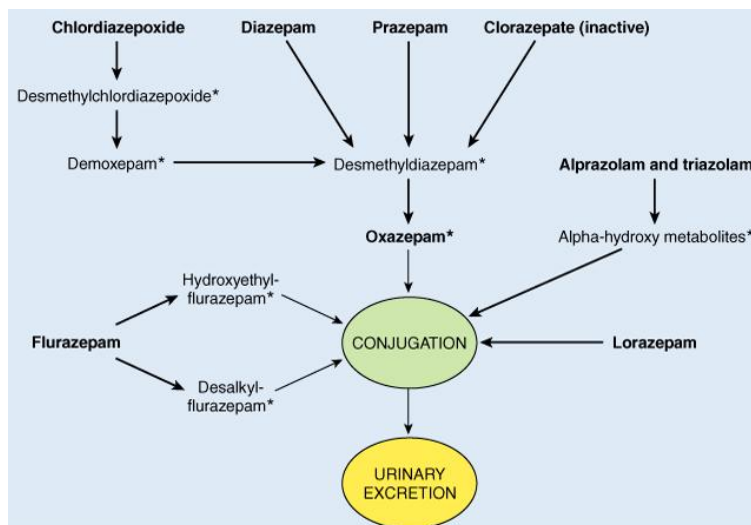 Chlordiazepoxide
Diazepam
Prazepam
Clorazepate (inactive)
Desmethylchlordiazepoxide*
Demoxepam*
Desmethyldiazepam*
Alprazolam and triazolam
Oxazepam*
Alpha-hydroxy metabolites*
Hydroxyethyl-
flurazepam*
Flurazepam
CONJUGATION
Lorazepam
Desalkyl-
flurazepam*
URINARY
EXCRETION